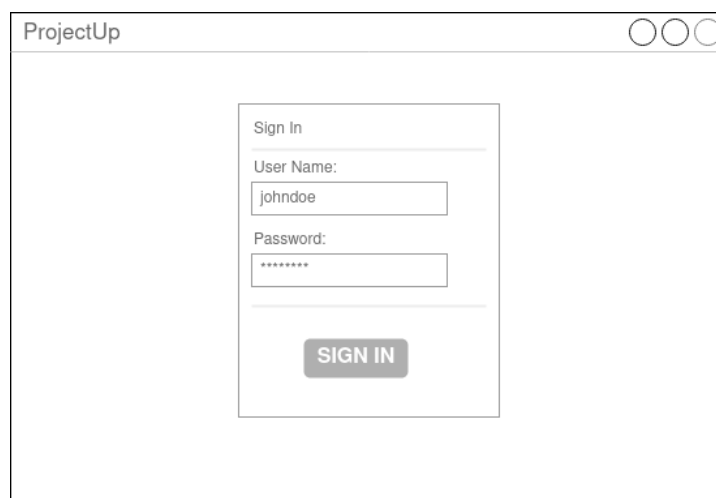 ProjectUp
Sign In
User Name:
johndoe
Password:
********
SIGN IN